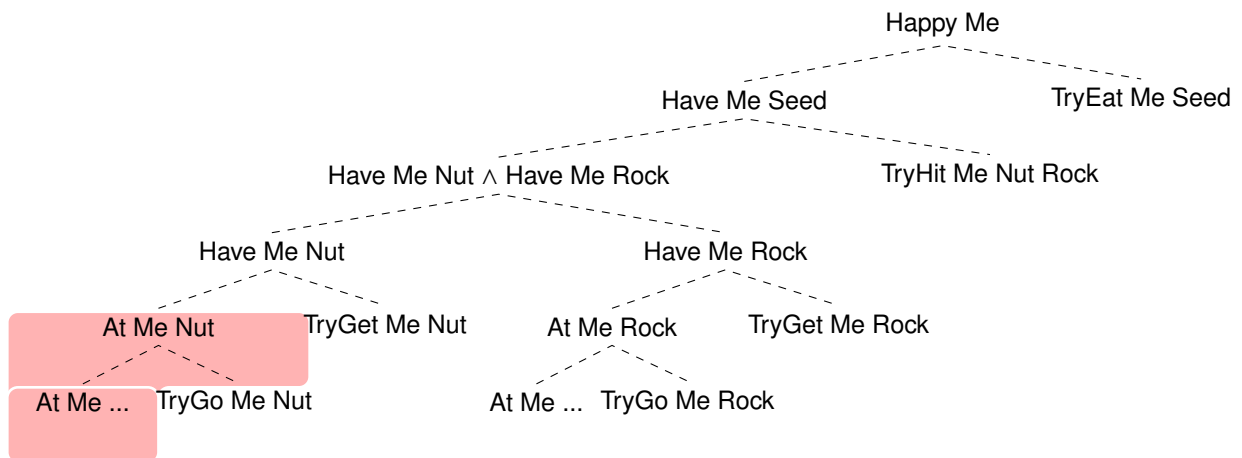 Happy Me
Have Me Seed
TryEat Me Seed
Have Me Nut ∧ Have Me Rock
TryHit Me Nut Rock
Have Me Nut
Have Me Rock
At Me Nut
TryGet Me Nut
At Me Rock
TryGet Me Rock
At Me ...
TryGo Me Nut
At Me ...
TryGo Me Rock